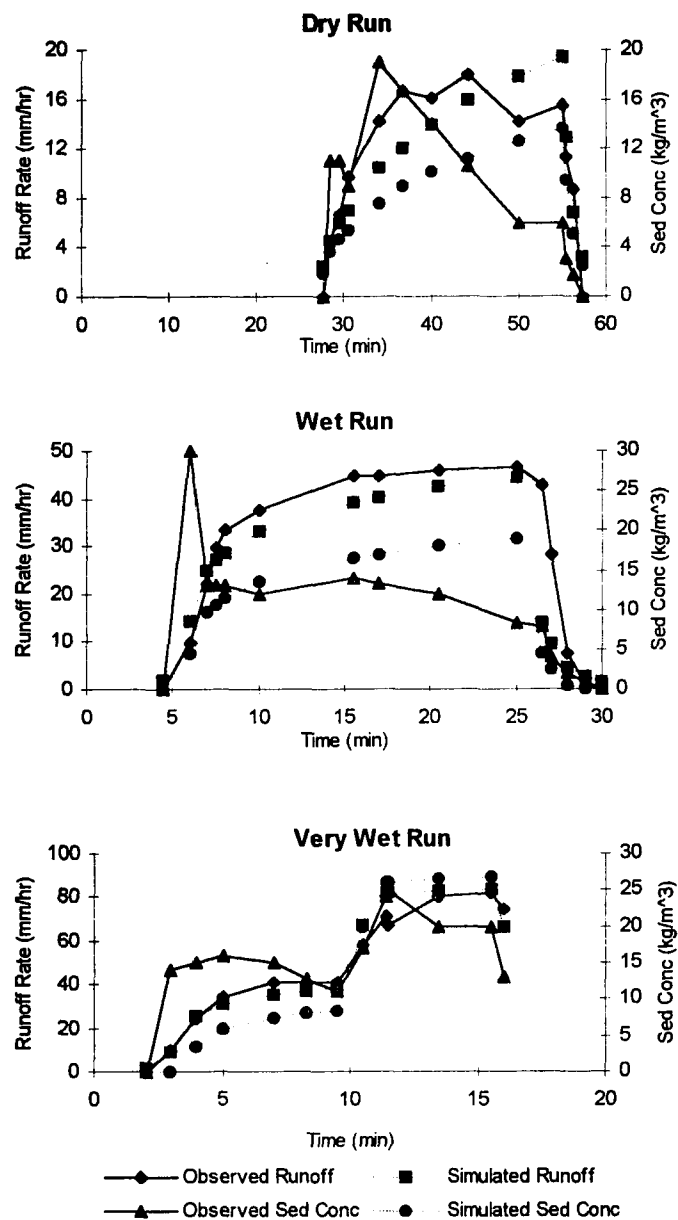 Dry Run
Runoff Rate (mm/hr)
20
16
12
8
4
0
20
16
12
8
4
0
Sed Conc (kg/m^3)
0 10 20 30 40 50 60
Time (min)
Wet Run
Runoff Rate (mm/hr)
50
40
30
20
10
0
30
25
20
15
10
5
0
Sed Conc (kg/m^3)
0 5 10 15 20 25 30
Time (min)
Very Wet Run
Runoff Rate (mm/hr)
100
80
60
40
20
0
30
25
20
15
10
5
0
Sed Conc (kg/m^3)
0 5 10 15 20
Time (min)
Observed Runoff
Simulated Runoff
Observed Sed Conc
Simulated Sed Conc